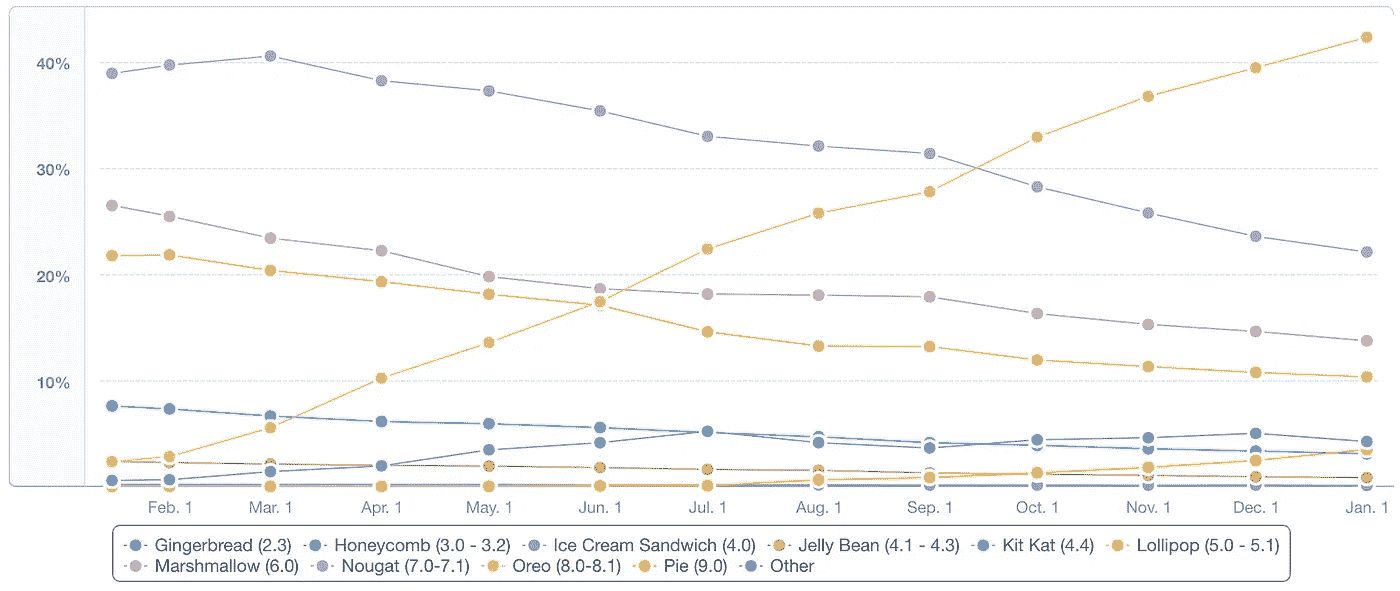 40%
30%
20%
10%
Feb. 1 Mar. 1 Apr. 1 May. 1 Jun. 1 Jul. 1 Aug. 1 Sep. 1 Oct. 1 Nov. 1 Dec. 1 Jan. 1
Gingerbread (2.3) Honeycomb (3.0 - 3.2) Ice Cream Sandwich (4.0) Jelly Bean (4.1 - 4.3) Kit Kat (4.4) Lollipop (5.0 - 5.1)
Marshmallow (6.0) Nougat (7.0-7.1) Oreo (8.0-8.1) Pie (9.0) Other